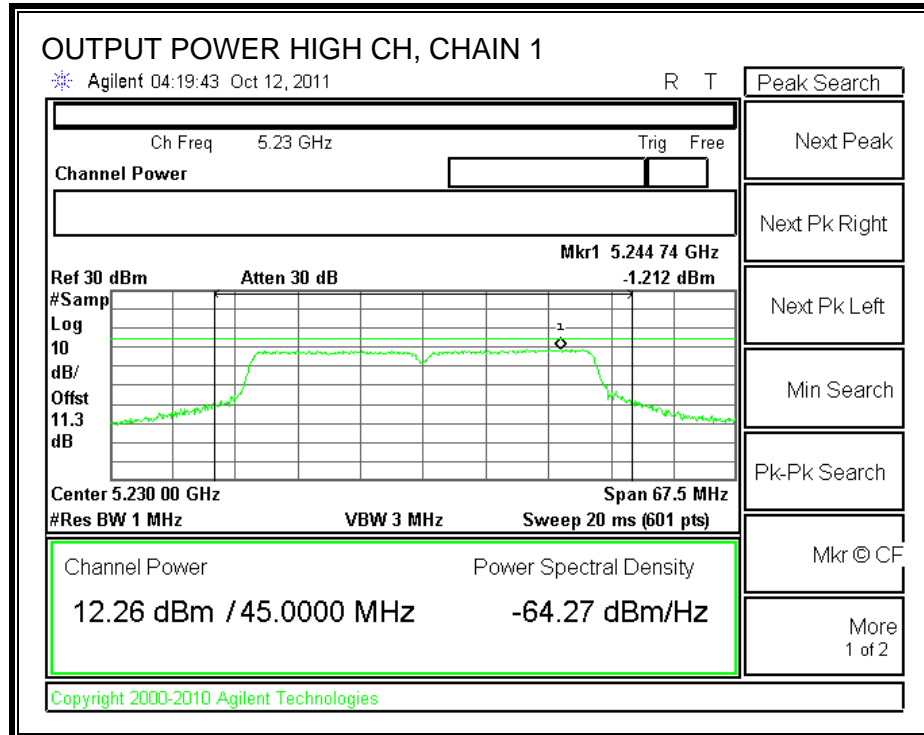 OUTPUT POWER HIGH CH, CHAIN 1
Agilent 04:19:43 Oct 12, 2011 R T
Peak Search
Ch Freq 5.23 GHz Trig Free
Channel Power
Mkr1 5.244 74 GHz
Ref 30 dBm Atten 30 dB -1.212 dBm
#Samp
Log
10
dB/
Offst
11.3
dB
1
Center 5.230 00 GHz Span 67.5 MHz
#Res BW 1 MHz VBW 3 MHz Sweep 20 ms (601 pts)
Channel Power Power Spectral Density
12.26 dBm / 45.0000 MHz -64.27 dBm/Hz
Copyright 2000-2010 Agilent Technologies
Next Peak
Next Pk Right
Next Pk Left
Min Search
Pk-Pk Search
Mkr © CF
More
1 of 2